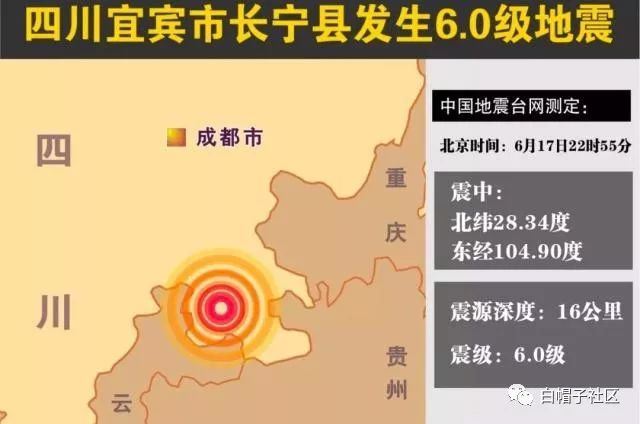 四川宜宾市长宁县发生6.0级地震
中国地震台网测定：
北京时间：6月17日22时55分
震中：
北纬28.34度
东经104.90度
震源深度：16公里
震级：6.0级
四
川
成都市
重
庆
贵
州
云
白帽子社区